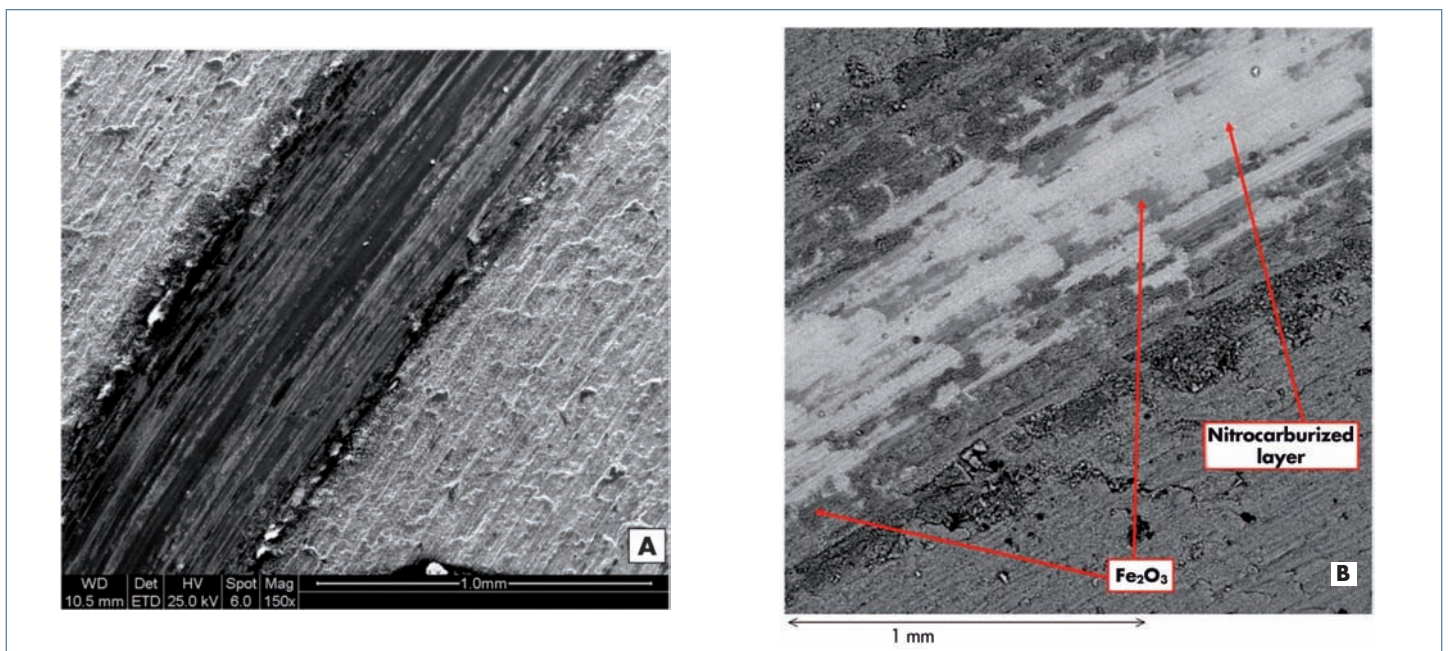 A
WD Det HV Spot Mag 1.0mm
10.5 mm ETD 25.0 kV 6.0 150x
Nitrocarburized
layer
Fe₂O₃
B
1 mm